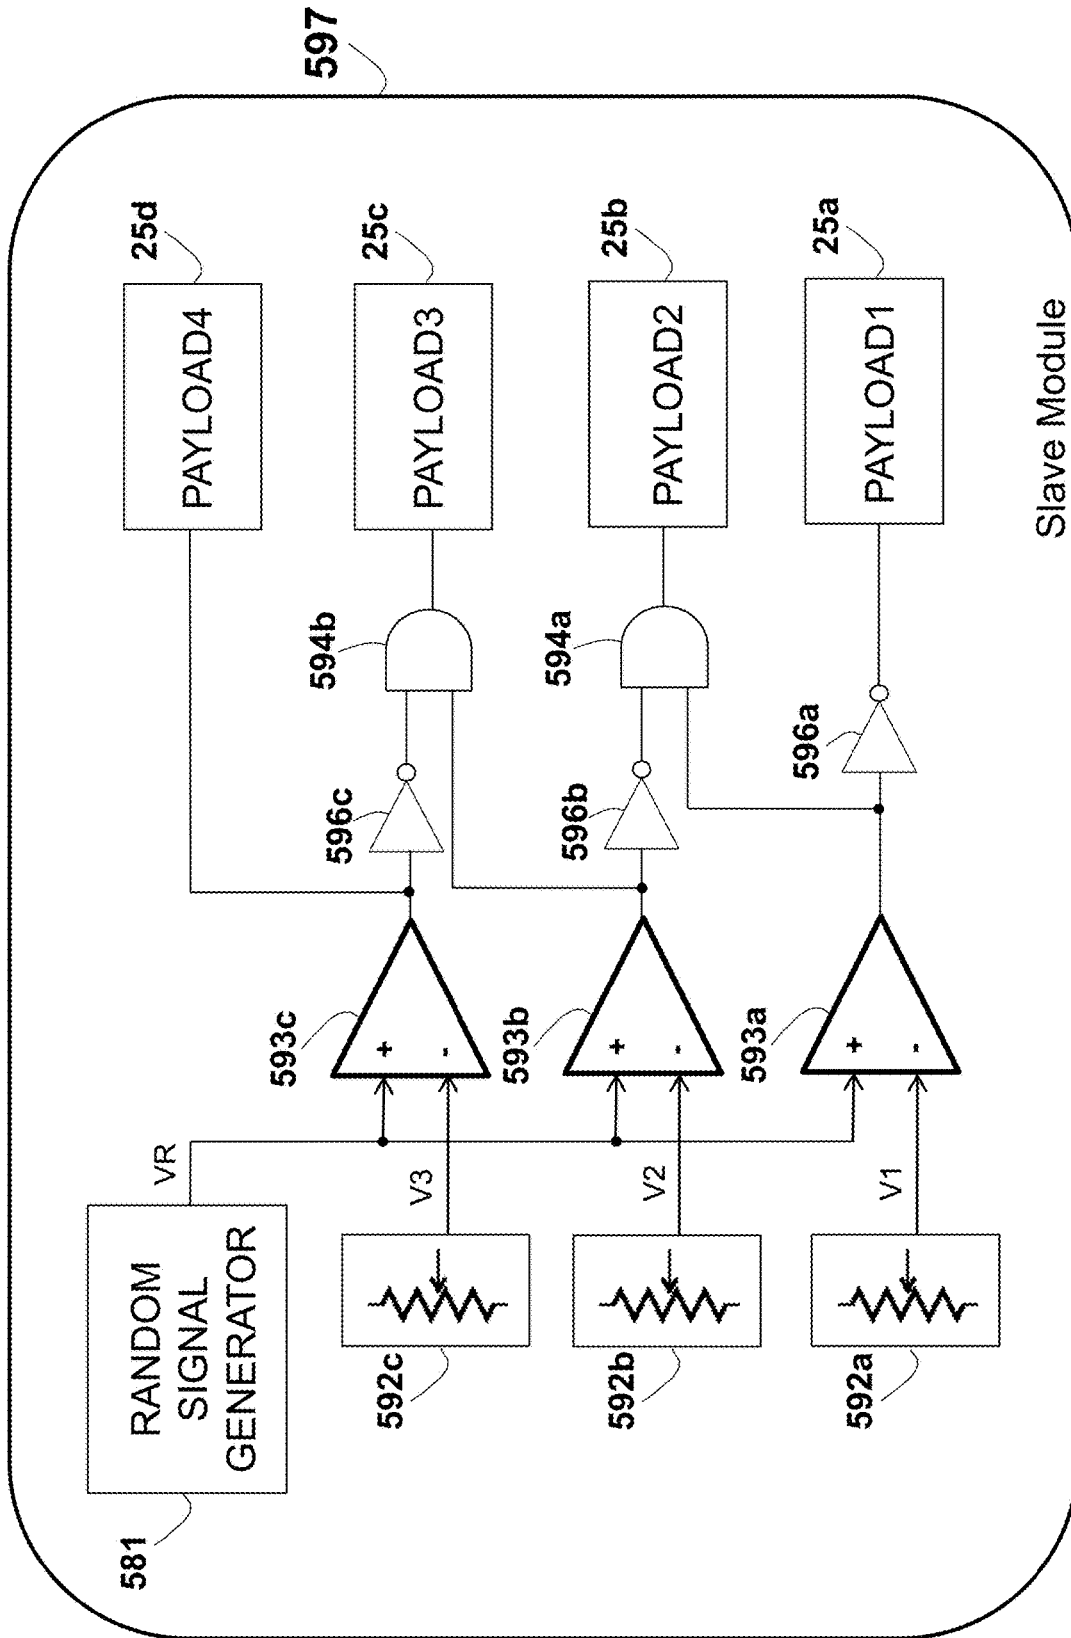 597
RANDOM
SIGNAL
GENERATOR
581
VR
25d
PAYLOAD4
592c
V3
+
-
593c
596c
594b
25c
PAYLOAD3
592b
V2
+
-
593b
596b
594a
25b
PAYLOAD2
592a
V1
+
-
593a
596a
25a
PAYLOAD1
Slave Module